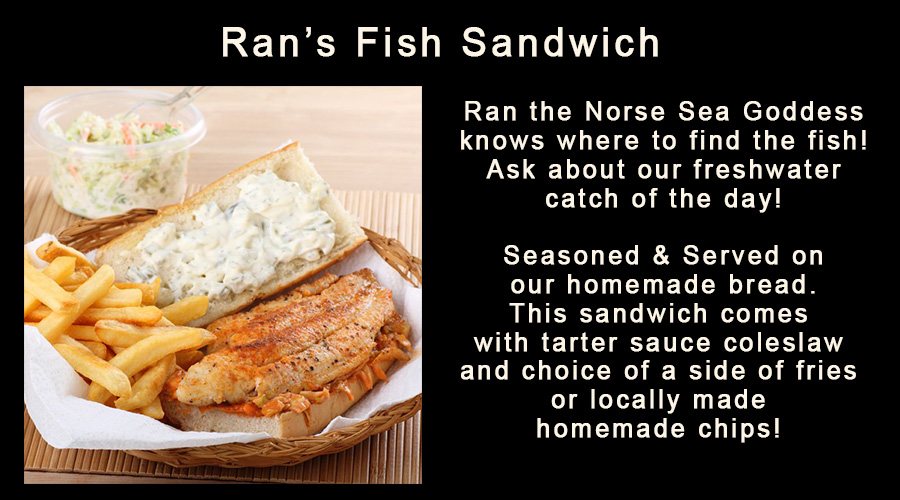 Ran's Fish Sandwich
Ran the Norse Sea Goddess
knows where to find the fish!
Ask about our freshwater
catch of the day!
Seasoned & Served on
our homemade bread.
This sandwich comes
with tarter sauce coleslaw
and choice of a side of fries
or locally made
homemade chips!